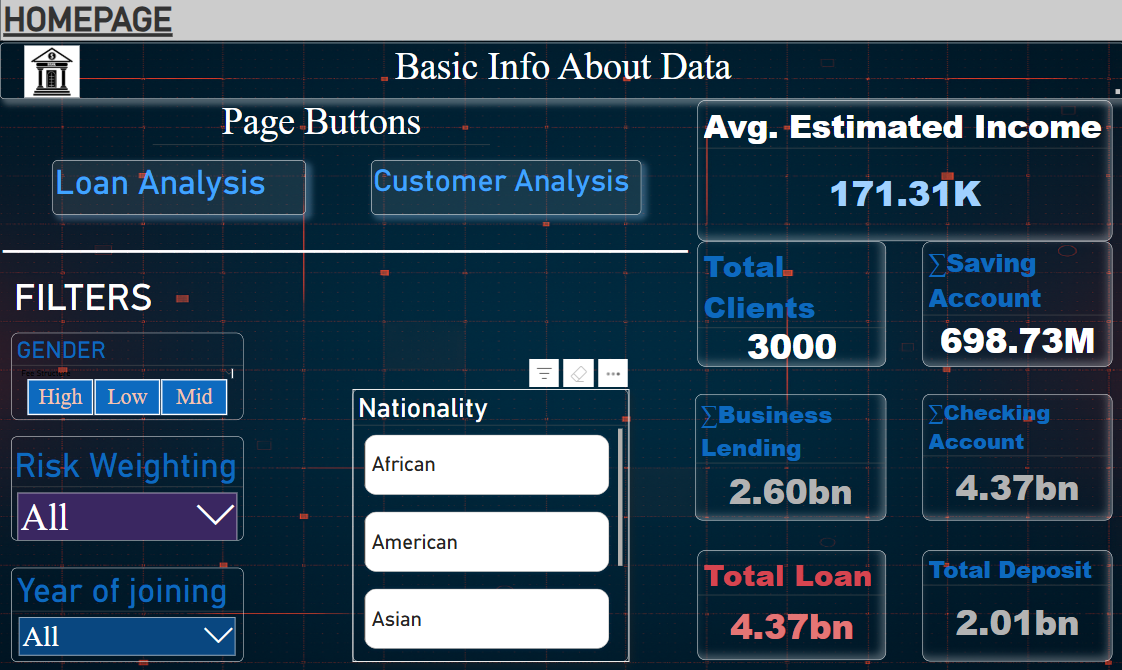 HOMEPAGE
Basic Info About Data
Page Buttons
Loan Analysis
Customer Analysis
FILTERS
GENDER
Fee Structure
High
Low
Mid
Risk Weighting
All
Year of joining
All
Nationality
African
American
Asian
Avg. Estimated Income
171.31K
Total
Clients
3000
∑Saving
Account
698.73M
∑Business
Lending
2.60bn
∑Checking
Account
4.37bn
Total Loan
4.37bn
Total Deposit
2.01bn